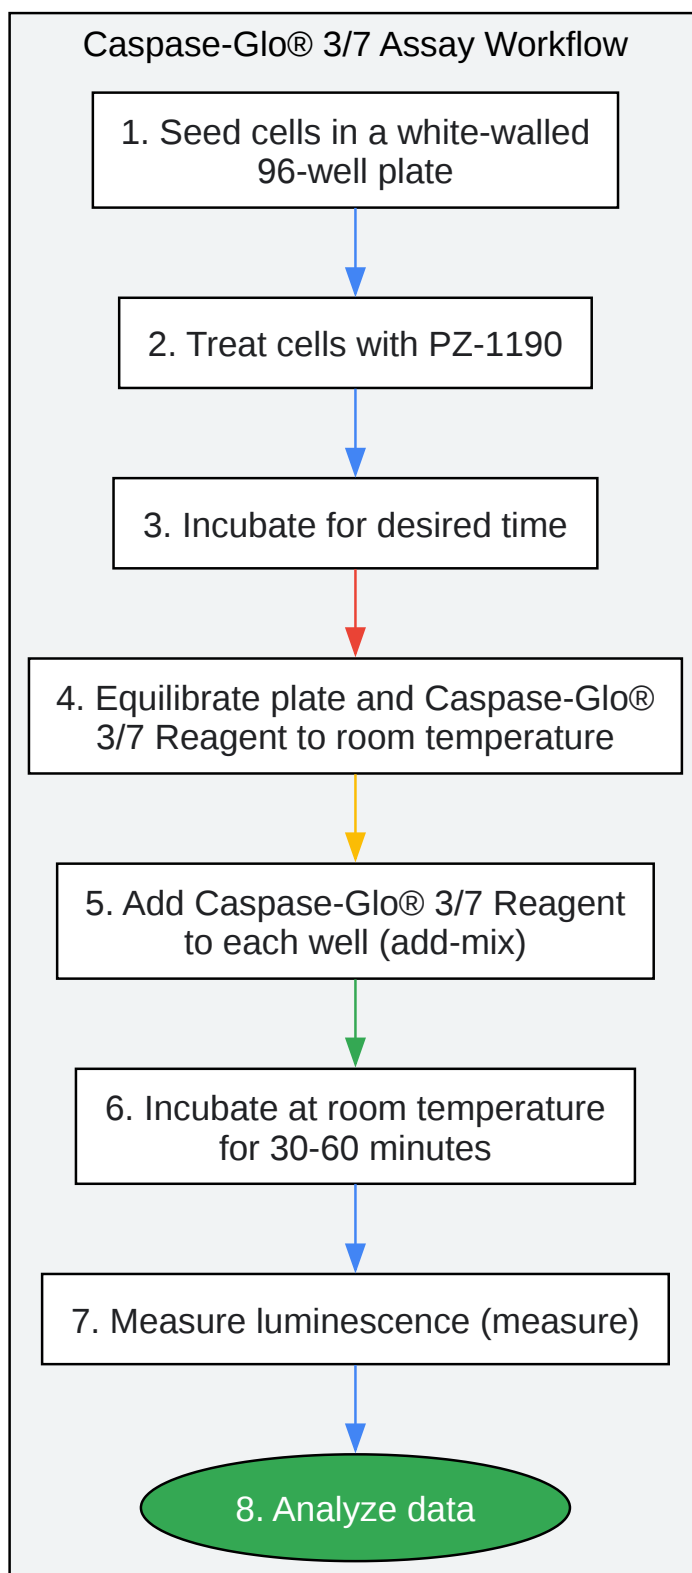 Caspase-Glo® 3/7 Assay Workflow
1. Seed cells in a white-walled
96-well plate
2. Treat cells with PZ-1190
3. Incubate for desired time
4. Equilibrate plate and Caspase-Glo®
3/7 Reagent to room temperature
5. Add Caspase-Glo® 3/7 Reagent
to each well (add-mix)
6. Incubate at room temperature
for 30-60 minutes
7. Measure luminescence (measure)
8. Analyze data